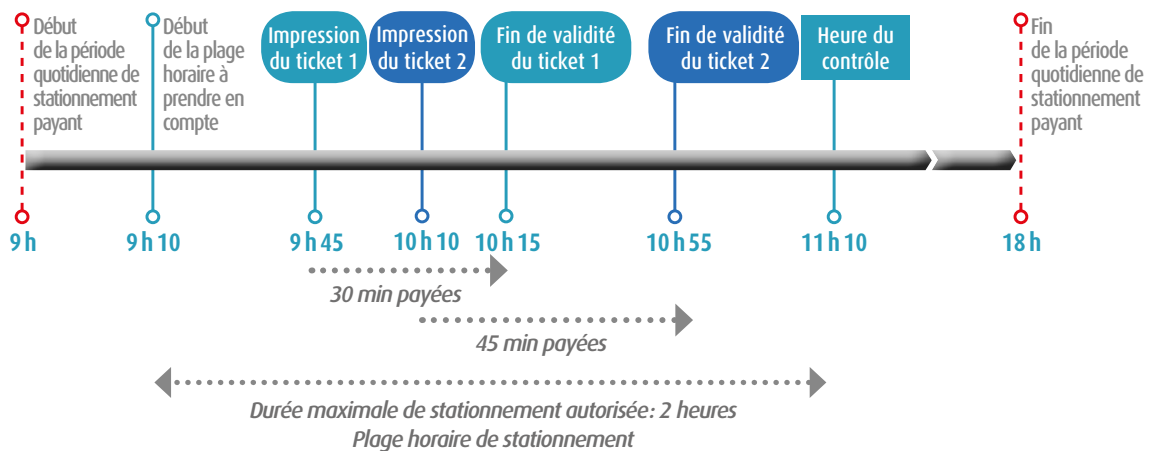 Début
de la période
quotidienne de
stationnement
payant
Début
de la plage
horaire à
prendre en
compte
Impression
du ticket 1
Impression
du ticket 2
Fin de validité
du ticket 1
Fin de validité
du ticket 2
Heure du
contrôle
Fin
de la période
quotidienne de
stationnement
payant
9 h
9 h 10
9 h 45
10 h 10
10 h 15
10 h 55
11 h 10
18 h
30 min payées
45 min payées
Durée maximale de stationnement autorisée : 2 heures
Plage horaire de stationnement